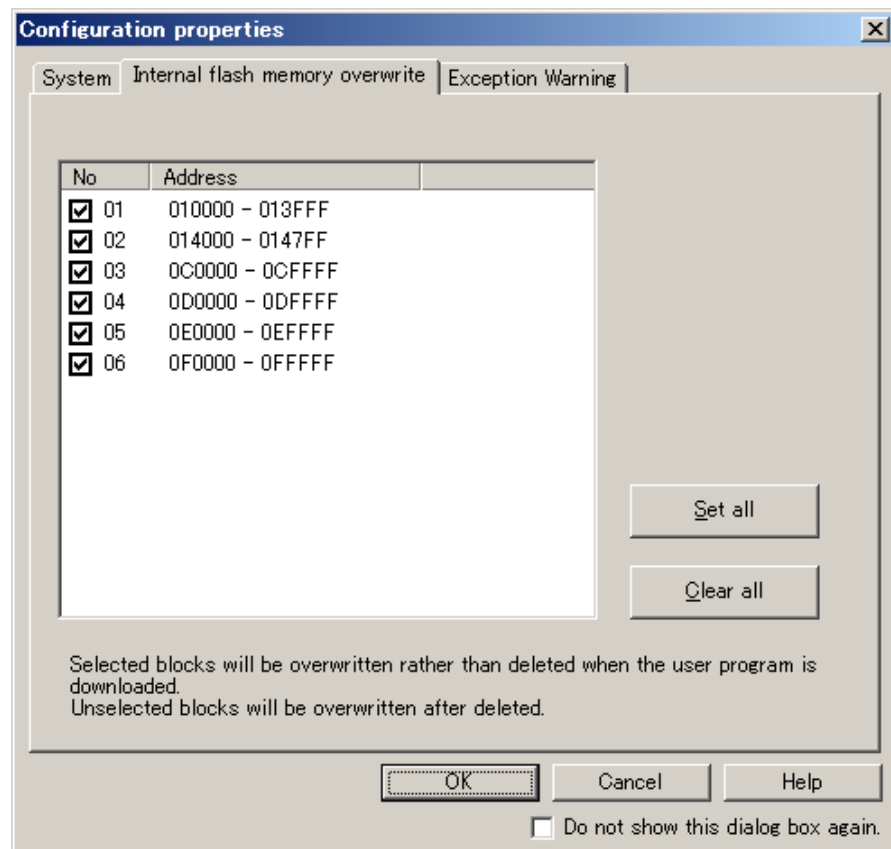 Configuration properties
System Internal flash memory overwrite Exception Warning
No Address
01 010000 - 013FFF
02 014000 - 0147FF
03 0C0000 - 0CFFFF
04 0D0000 - 0DFFFF
05 0E0000 - 0EFFFF
06 0F0000 - 0FFFFF
Set all
Clear all
Selected blocks will be overwritten rather than deleted when the user program is
downloaded.
Unselected blocks will be overwritten after deleted.
OK Cancel Help
Do not show this dialog box again.